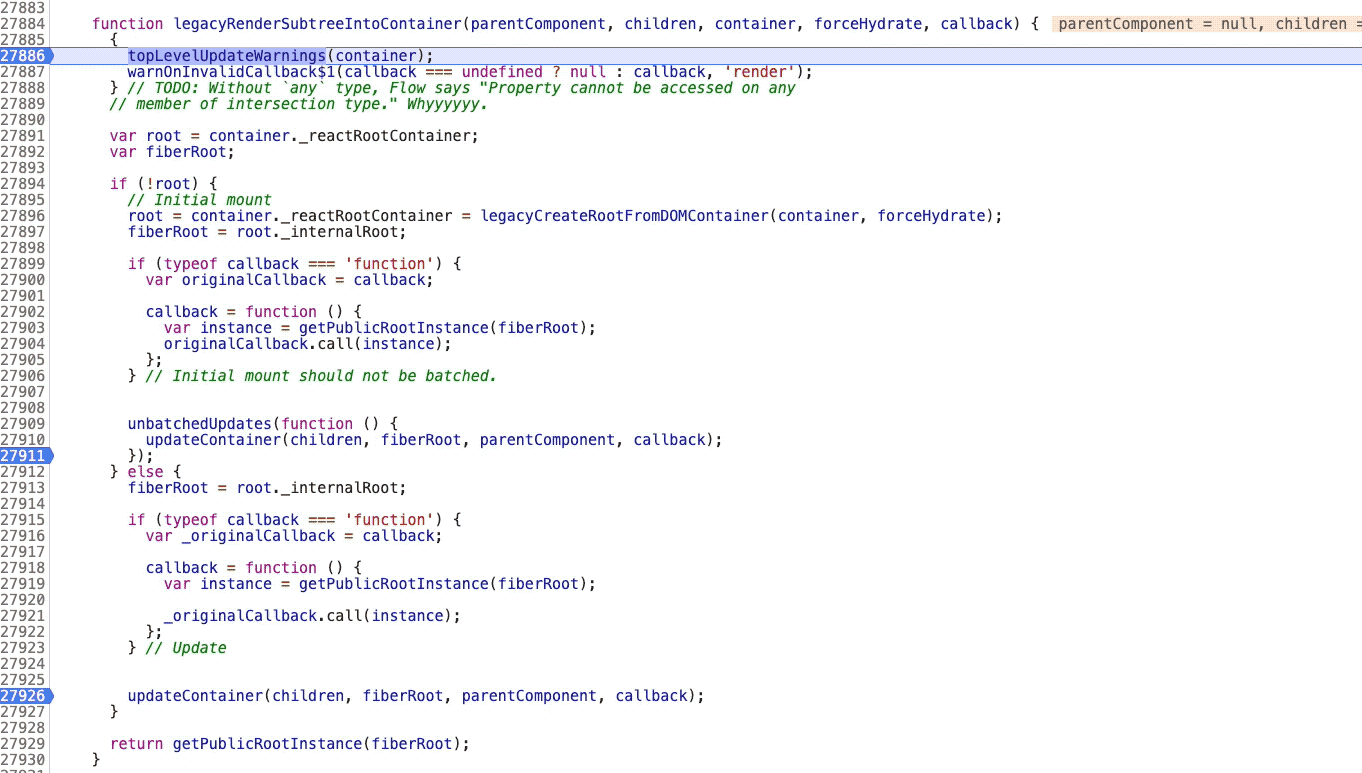 27883
27884 function legacyRenderSubtreeIntoContainer(parentComponent, children, container, forceHydrate, callback) { parentComponent = null, children =
27885 {
27886 topLevelUpdateWarnings(container);
27887 warnOnInvalidCallback$1(callback === undefined ? null : callback, 'render');
27888 } // TODO: Without `any` type, Flow says "Property cannot be accessed on any
27889 // member of intersection type." Whyyyyyy.
27890
27891 var root = container._reactRootContainer;
27892 var fiberRoot;
27893
27894 if (!root) {
27895 // Initial mount
27896 root = container._reactRootContainer = legacyCreateRootFromDOMContainer(container, forceHydrate);
27897 fiberRoot = root._internalRoot;
27898
27899 if (typeof callback === 'function') {
27900 var originalCallback = callback;
27901
27902 callback = function () {
27903 var instance = getPublicRootInstance(fiberRoot);
27904 originalCallback.call(instance);
27905 };
27906 } // Initial mount should not be batched.
27907
27908
27909 unbatchedUpdates(function () {
27910 updateContainer(children, fiberRoot, parentComponent, callback);
27911 });
27912 } else {
27913 fiberRoot = root._internalRoot;
27914
27915 if (typeof callback === 'function') {
27916 var _originalCallback = callback;
27917
27918 callback = function () {
27919 var instance = getPublicRootInstance(fiberRoot);
27920
27921 _originalCallback.call(instance);
27922 };
27923 } // Update
27924
27925
27926 updateContainer(children, fiberRoot, parentComponent, callback);
27927 }
27928
27929 return getPublicRootInstance(fiberRoot);
27930 }